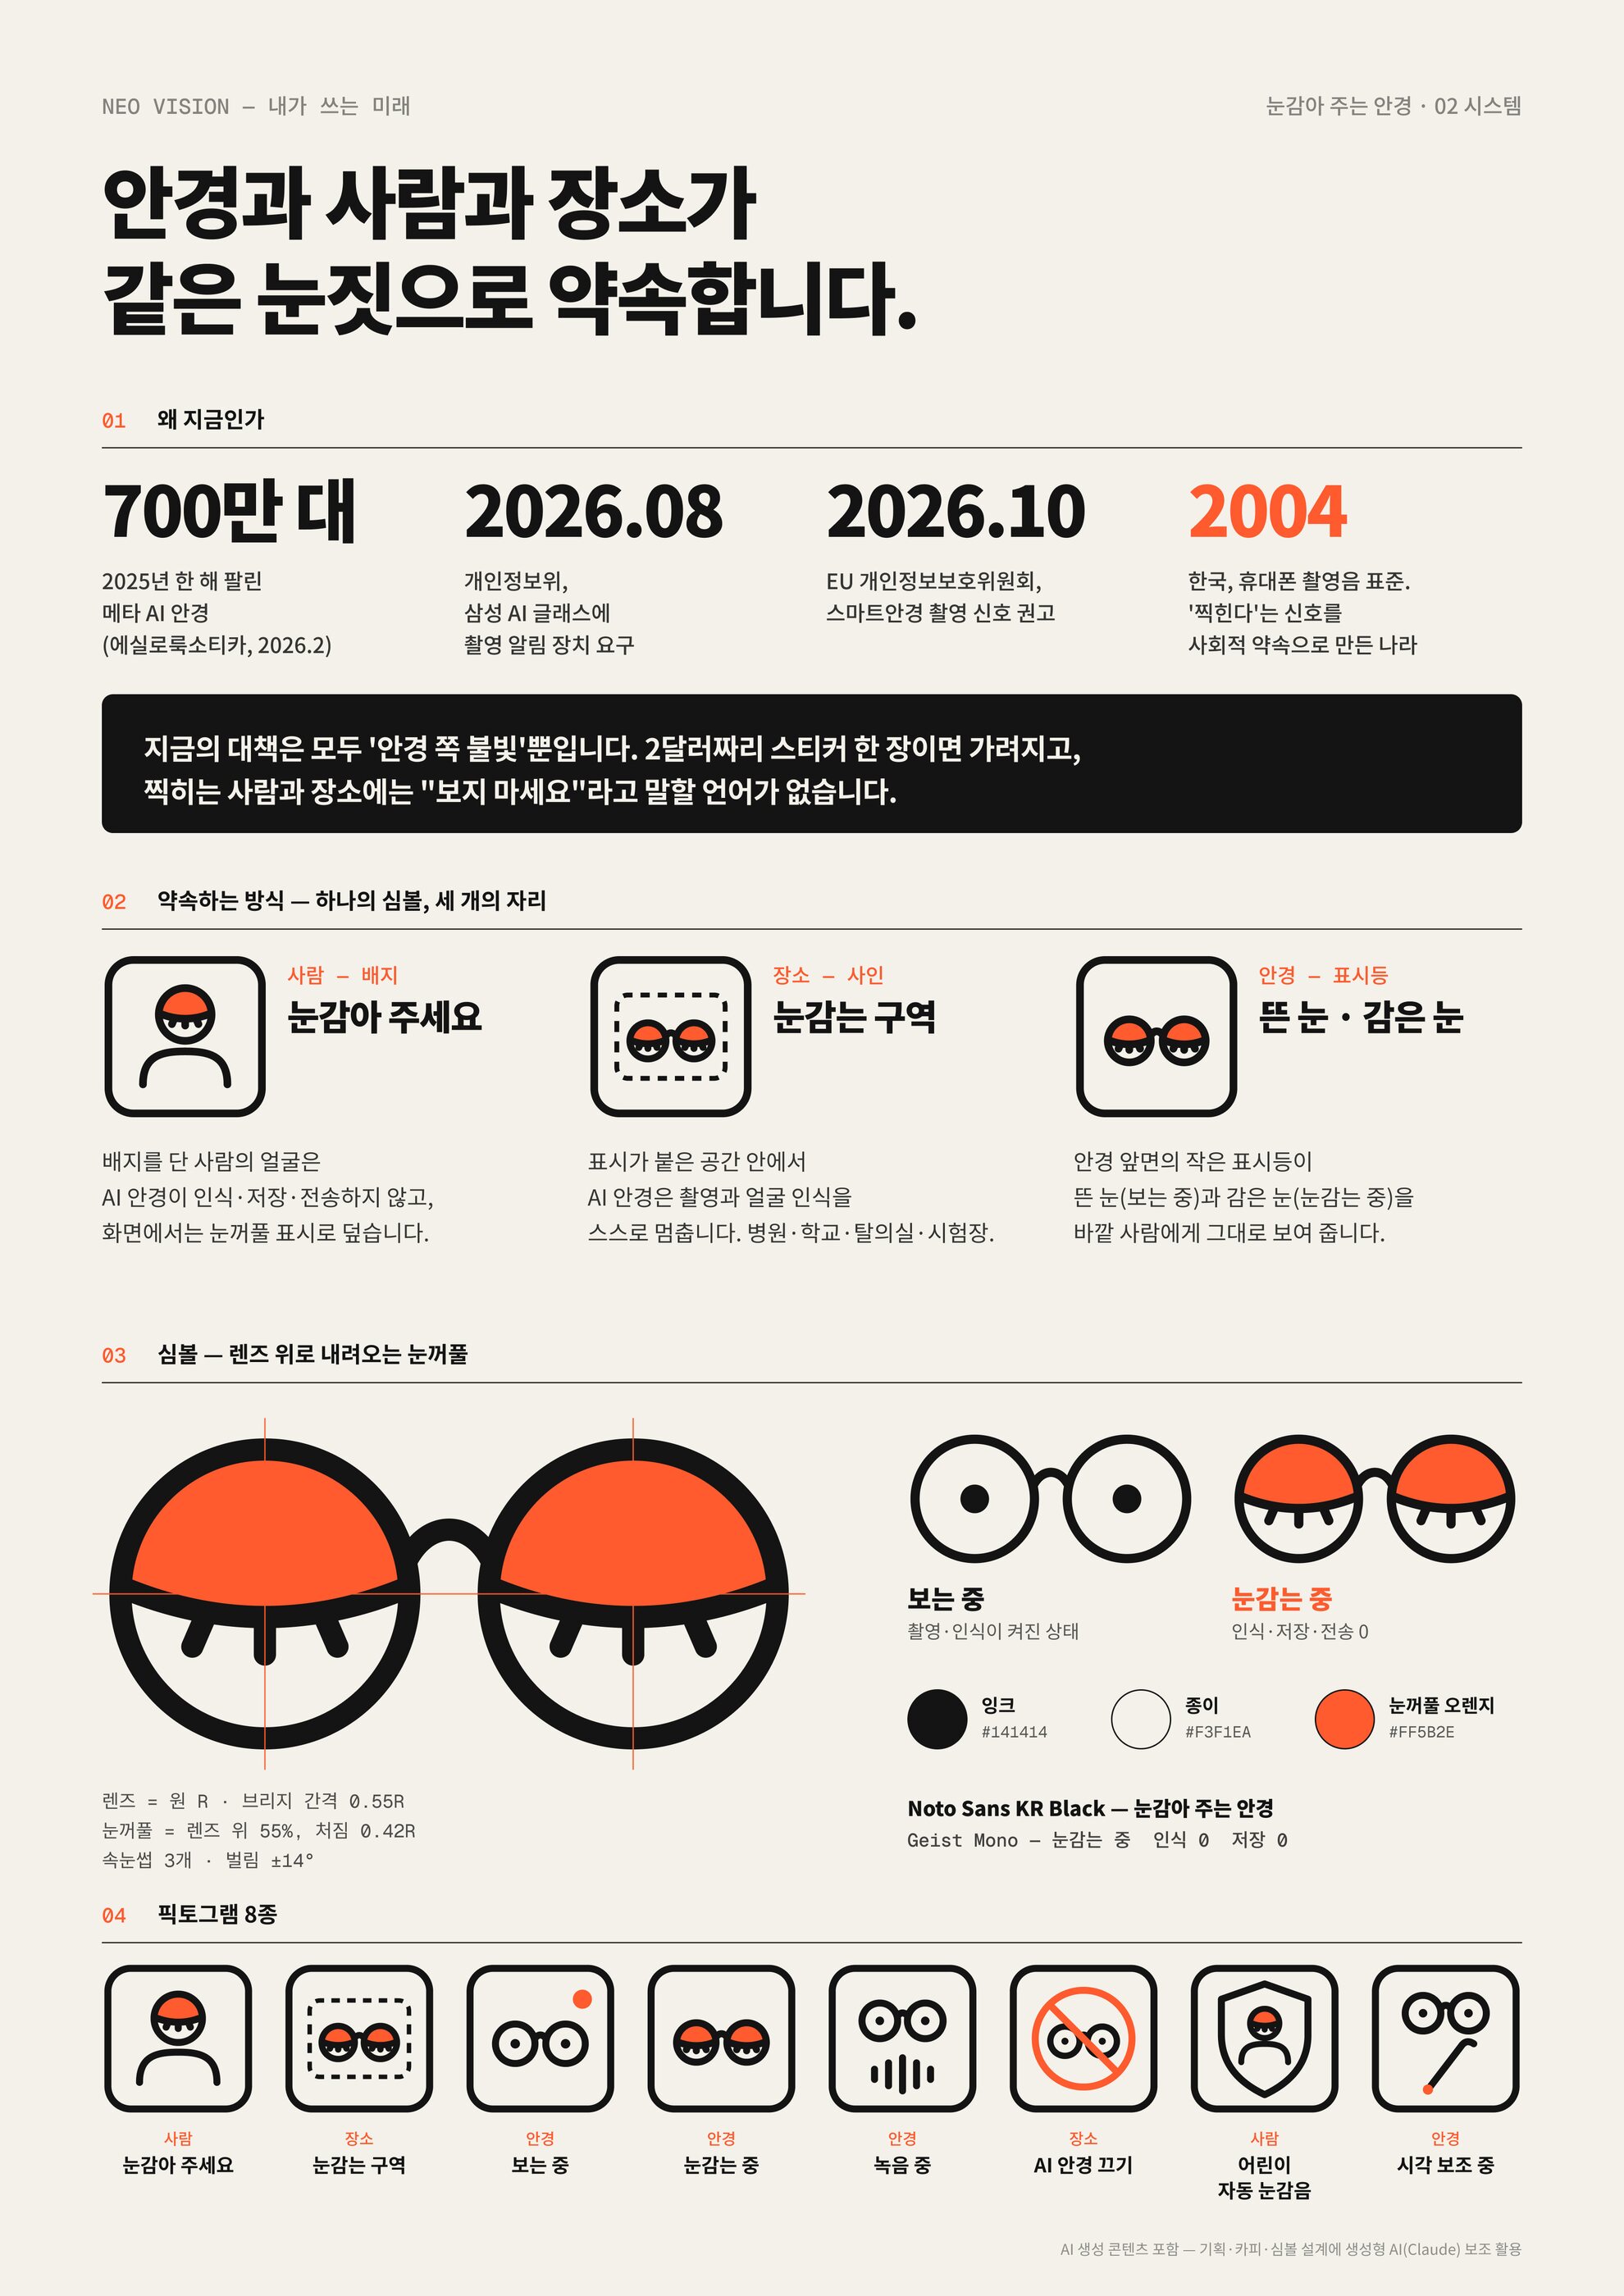 NEO VISION — 내가 쓰는 미래
눈감아 주는 안경 · 02 시스템
안경과 사람과 장소가
같은 눈짓으로 약속합니다.
01 왜 지금인가
700만 대
2025년 한 해 팔린
메타 AI 안경
(에실로룩소티카, 2026.2)
2026.08
개인정보위,
삼성 AI 글래스에
촬영 알림 장치 요구
2026.10
EU 개인정보보호위원회,
스마트안경 촬영 신호 권고
2004
한국, 휴대폰 촬영음 표준.
'찍힌다'는 신호를
사회적 약속으로 만든 나라
지금의 대책은 모두 '안경 쪽 불빛'뿐입니다. 2달러짜리 스티커 한 장이면 가려지고,
찍히는 사람과 장소에는 "보지 마세요"라고 말할 언어가 없습니다.
02 약속하는 방식 — 하나의 심볼, 세 개의 자리
사람 — 배지
눈감아 주세요
배지를 단 사람의 얼굴은
AI 안경이 인식·저장·전송하지 않고,
화면에서는 눈꺼풀 표시로 덮습니다.
장소 — 사인
눈감는 구역
표시가 붙은 공간 안에서
AI 안경은 촬영과 얼굴 인식을
스스로 멈춥니다. 병원·학교·탈의실·시험장.
안경 — 표시등
뜬 눈 · 감은 눈
안경 앞면의 작은 표시등이
뜬 눈(보는 중)과 감은 눈(눈감는 중)을
바깥 사람에게 그대로 보여 줍니다.
03 심볼 — 렌즈 위로 내려오는 눈꺼풀
렌즈 = 원 R · 브리지 간격 0.55R
눈꺼풀 = 렌즈 위 55%, 처짐 0.42R
속눈썹 3개 · 벌림 ±14°
보는 중
촬영·인식이 켜진 상태
눈감는 중
인식·저장·전송 0
잉크
#141414
종이
#F3F1EA
눈꺼풀 오렌지
#FF5B2E
Noto Sans KR Black — 눈감아 주는 안경
Geist Mono — 눈감는 중 인식 0 저장 0
04 픽토그램 8종
사람
눈감아 주세요
장소
눈감는 구역
안경
보는 중
안경
눈감는 중
안경
녹음 중
장소
AI 안경 끄기
사람
어린이
자동 눈감음
안경
시각 보조 중
AI 생성 콘텐츠 포함 — 기획·카피·심볼 설계에 생성형 AI(Claude) 보조 활용